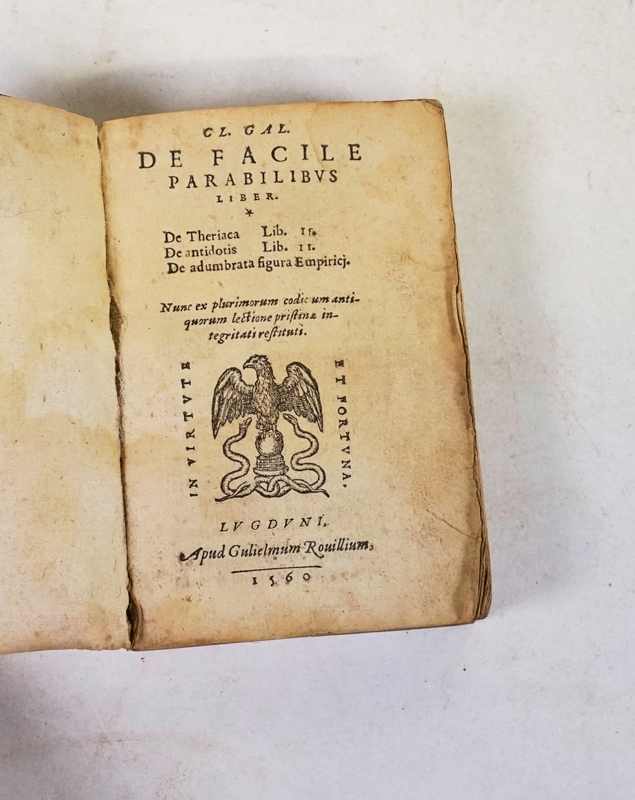 CL. GAL.
DE FACILE
PARABILIBVS
LIBER.
*
De Theriaca Lib. II.
De antidotis Lib. II.
De adumbrata figura Empiricj.
Nunc ex plurimorum codicum anti-
quorum lectione pristinæ in-
tegritati restituti.
IN VIRTVTE
ET FORTVNA.
LVGDVNI,
Apud Gulielmum Rouillium,
1560